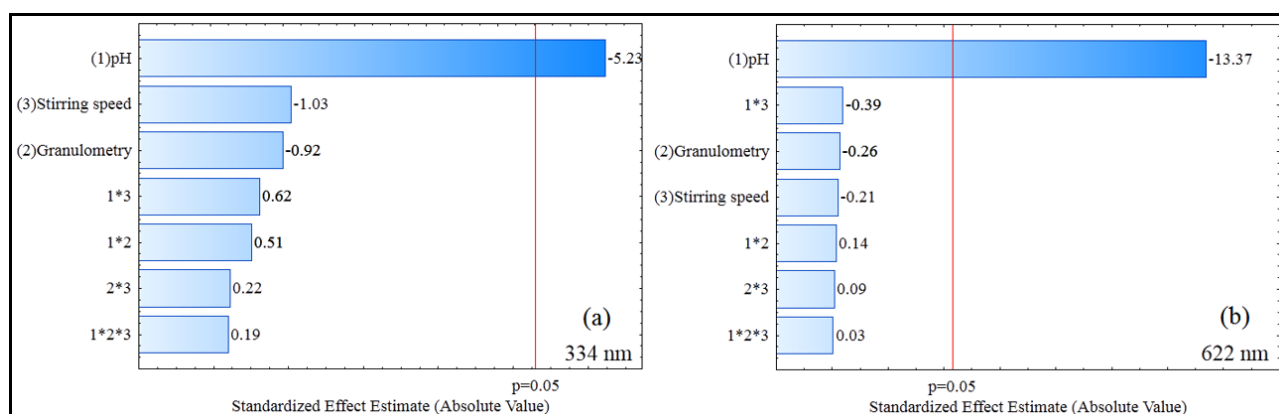 (1)pH
-5.23
(3)Stirring speed
-1.03
(2)Granulometry
-0.92
1*3
0.62
1*2
0.51
2*3
0.22
1*2*3
0.19
(a)
334 nm
p=0.05
Standardized Effect Estimate (Absolute Value)
(1)pH
-13.37
1*3
-0.39
(2)Granulometry
-0.26
(3)Stirring speed
-0.21
1*2
0.14
2*3
0.09
1*2*3
0.03
(b)
622 nm
p=0.05
Standardized Effect Estimate (Absolute Value)